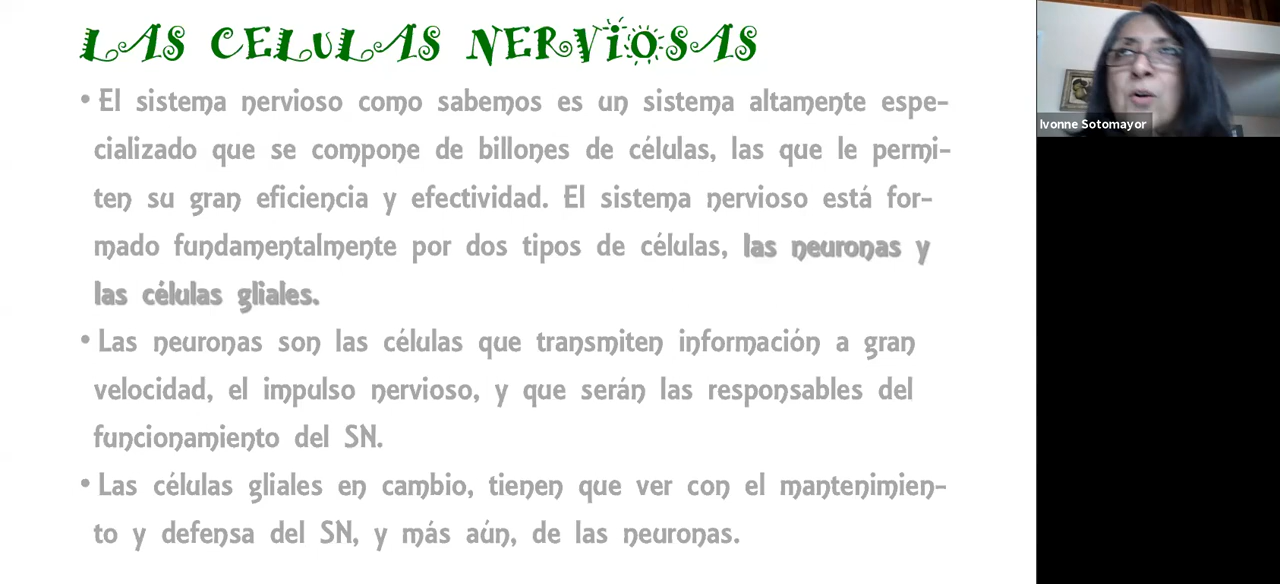 LAS CELULAS NERVIOSAS
• El sistema nervioso como sabemos es un sistema altamente espe-
cializado que se compone de billones de células, las que le permi-
ten su gran eficiencia y efectividad. El sistema nervioso está for-
mado fundamentalmente por dos tipos de células, las neuronas y
las células gliales.
• Las neuronas son las células que transmiten información a gran
velocidad, el impulso nervioso, y que serán las responsables del
funcionamiento del SN.
• Las células gliales en cambio, tienen que ver con el mantenimien-
to y defensa del SN, y más aún, de las neuronas.
Ivonne Sotomayor